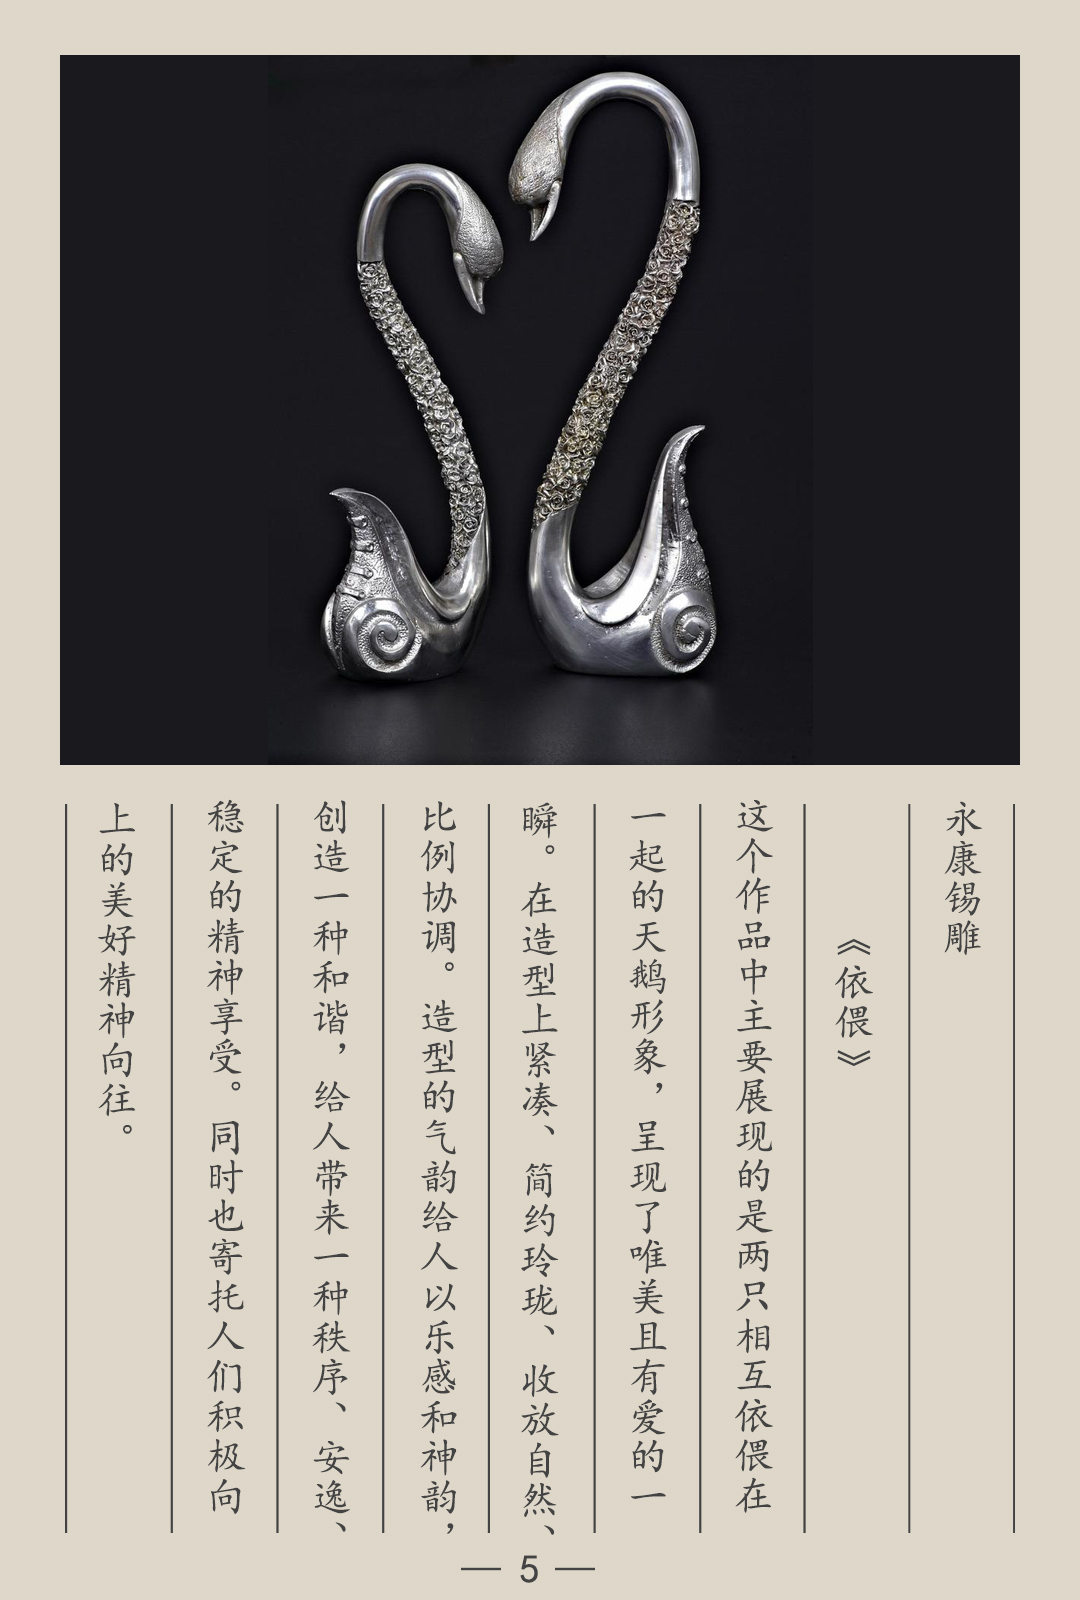 永康锡雕
《依偎》
这个作品中主要展现的是两只相互依偎在
一起的天鹅形象，呈现了唯美且有爱的一
瞬。在造型上紧凑、简约玲珑、收放自然、
比例协调。造型的气韵给人以乐感和神韵，
创造一种和谐，给人带来一种秩序、安逸、
稳定的精神享受。同时也寄托人们积极向
上的美好精神向往。
— 5 —